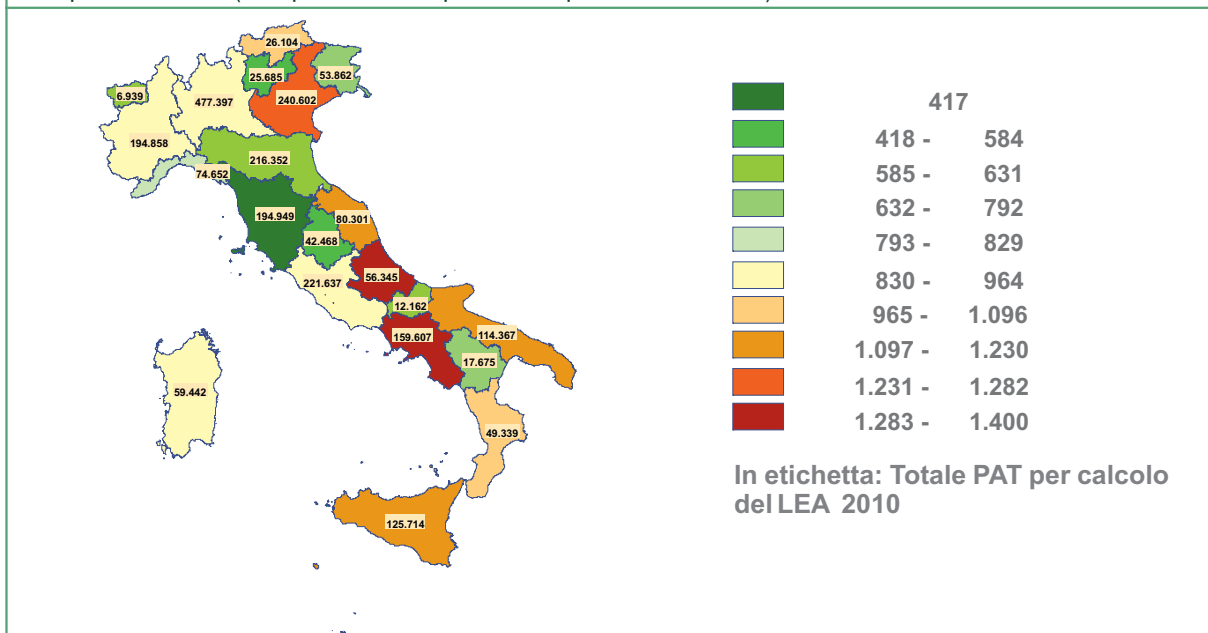 26.104
25.685
53.862
6.939
477.397
240.602
194.858
216.352
74.652
194.949
80.301
42.468
56.345
221.637
12.162
159.607
114.367
17.675
59.442
49.339
125.714
417
418 - 584
585 - 631
632 - 792
793 - 829
830 - 964
965 - 1.096
1.097 - 1.230
1.231 - 1.282
1.283 - 1.400
In etichetta: Totale PAT per calcolo
del LEA 2010